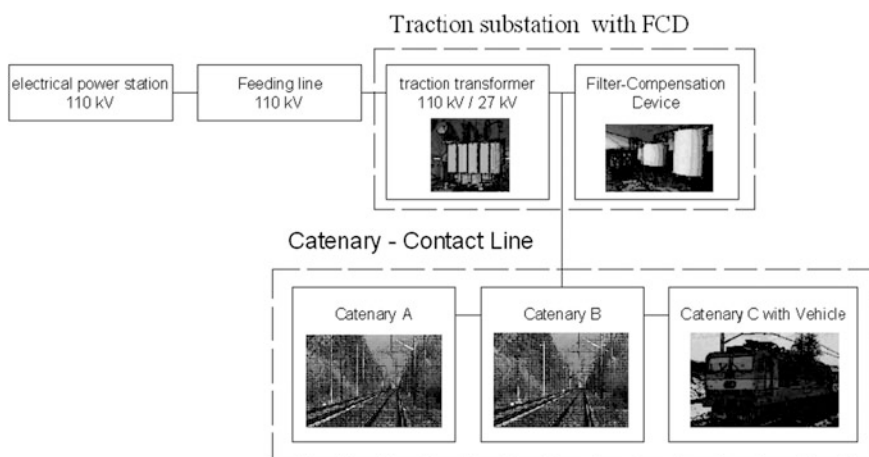 Traction substation with FCD
electrical power station
110 kV
Feeding line
110 kV
traction transformer
110 kV / 27 kV
Filter-Compensation
Device
Catenary - Contact Line
Catenary A
Catenary B
Catenary C with Vehicle